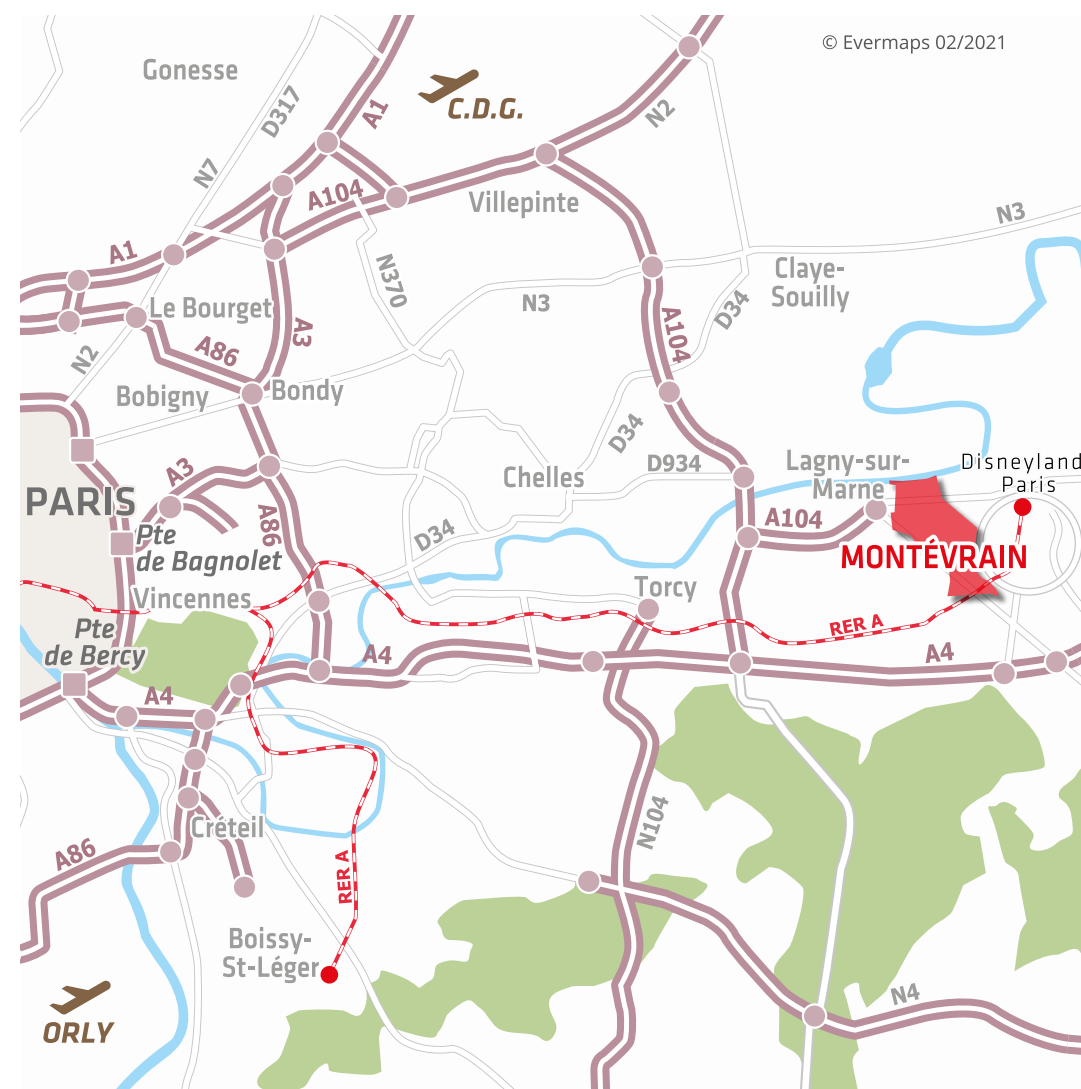 © Evermaps 02/2021
Gonesse
C.D.G.
D317
A1
N2
N7
A104
Villepinte
N3
A1
N370
Claye-
Souilly
Le Bourget
N3
D34
A3
A104
N2
A86
Bobigny
Bondy
D34
Chelles
D934
Lagny-sur-
Marne
Disneyland
Paris
A3
PARIS
A86
A104
Pte
de Bagnolet
D34
MONTÉVRAIN
Vincennes
Torcy
RER A
Pte
de Bercy
A4
A4
A4
N104
Créteil
A86
RER A
Boissy-
St-Léger
N4
ORLY